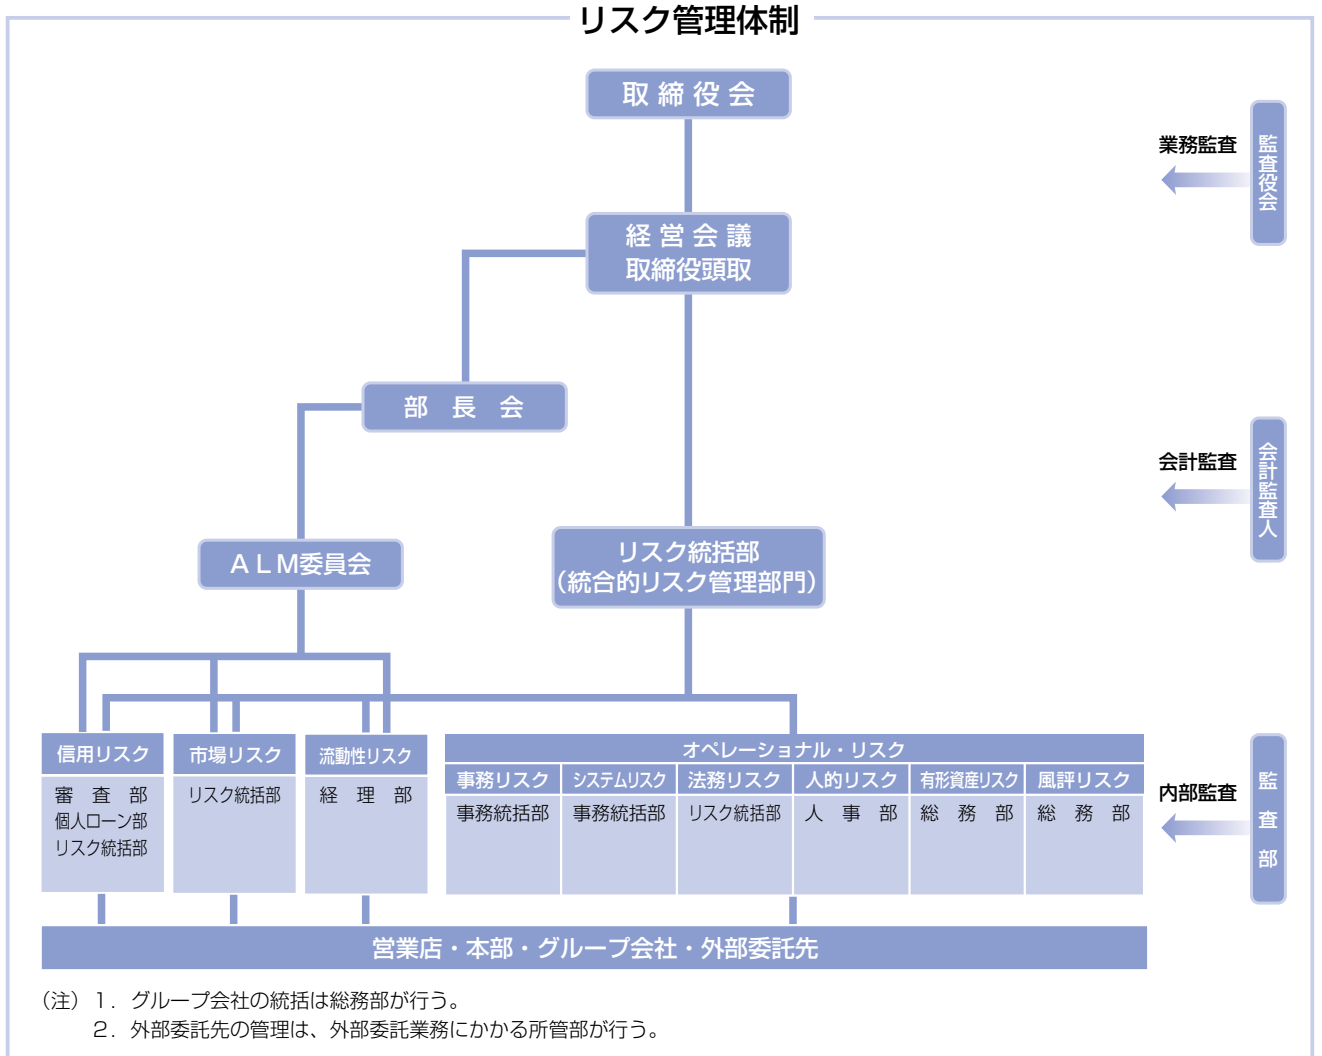 リスク管理体制
取締役会
業務監査
監査役会
経営会議
取締役頭取
部長会
会計監査
会計監査人
ALM委員会
リスク統括部
(統合的リスク管理部門)
信用リスク
審査部
個人ローン部
リスク統括部
市場リスク
リスク統括部
流動性リスク
経理部
オペレーショナル・リスク
事務リスク
システムリスク
法務リスク
人的リスク
有形資産リスク
風評リスク
事務統括部
事務統括部
リスク統括部
人事部
総務部
総務部
内部監査
監査部
営業店・本部・グループ会社・外部委託先
(注)1.グループ会社の統括は総務部が行う。
2.外部委託先の管理は、外部委託業務にかかる所管部が行う。